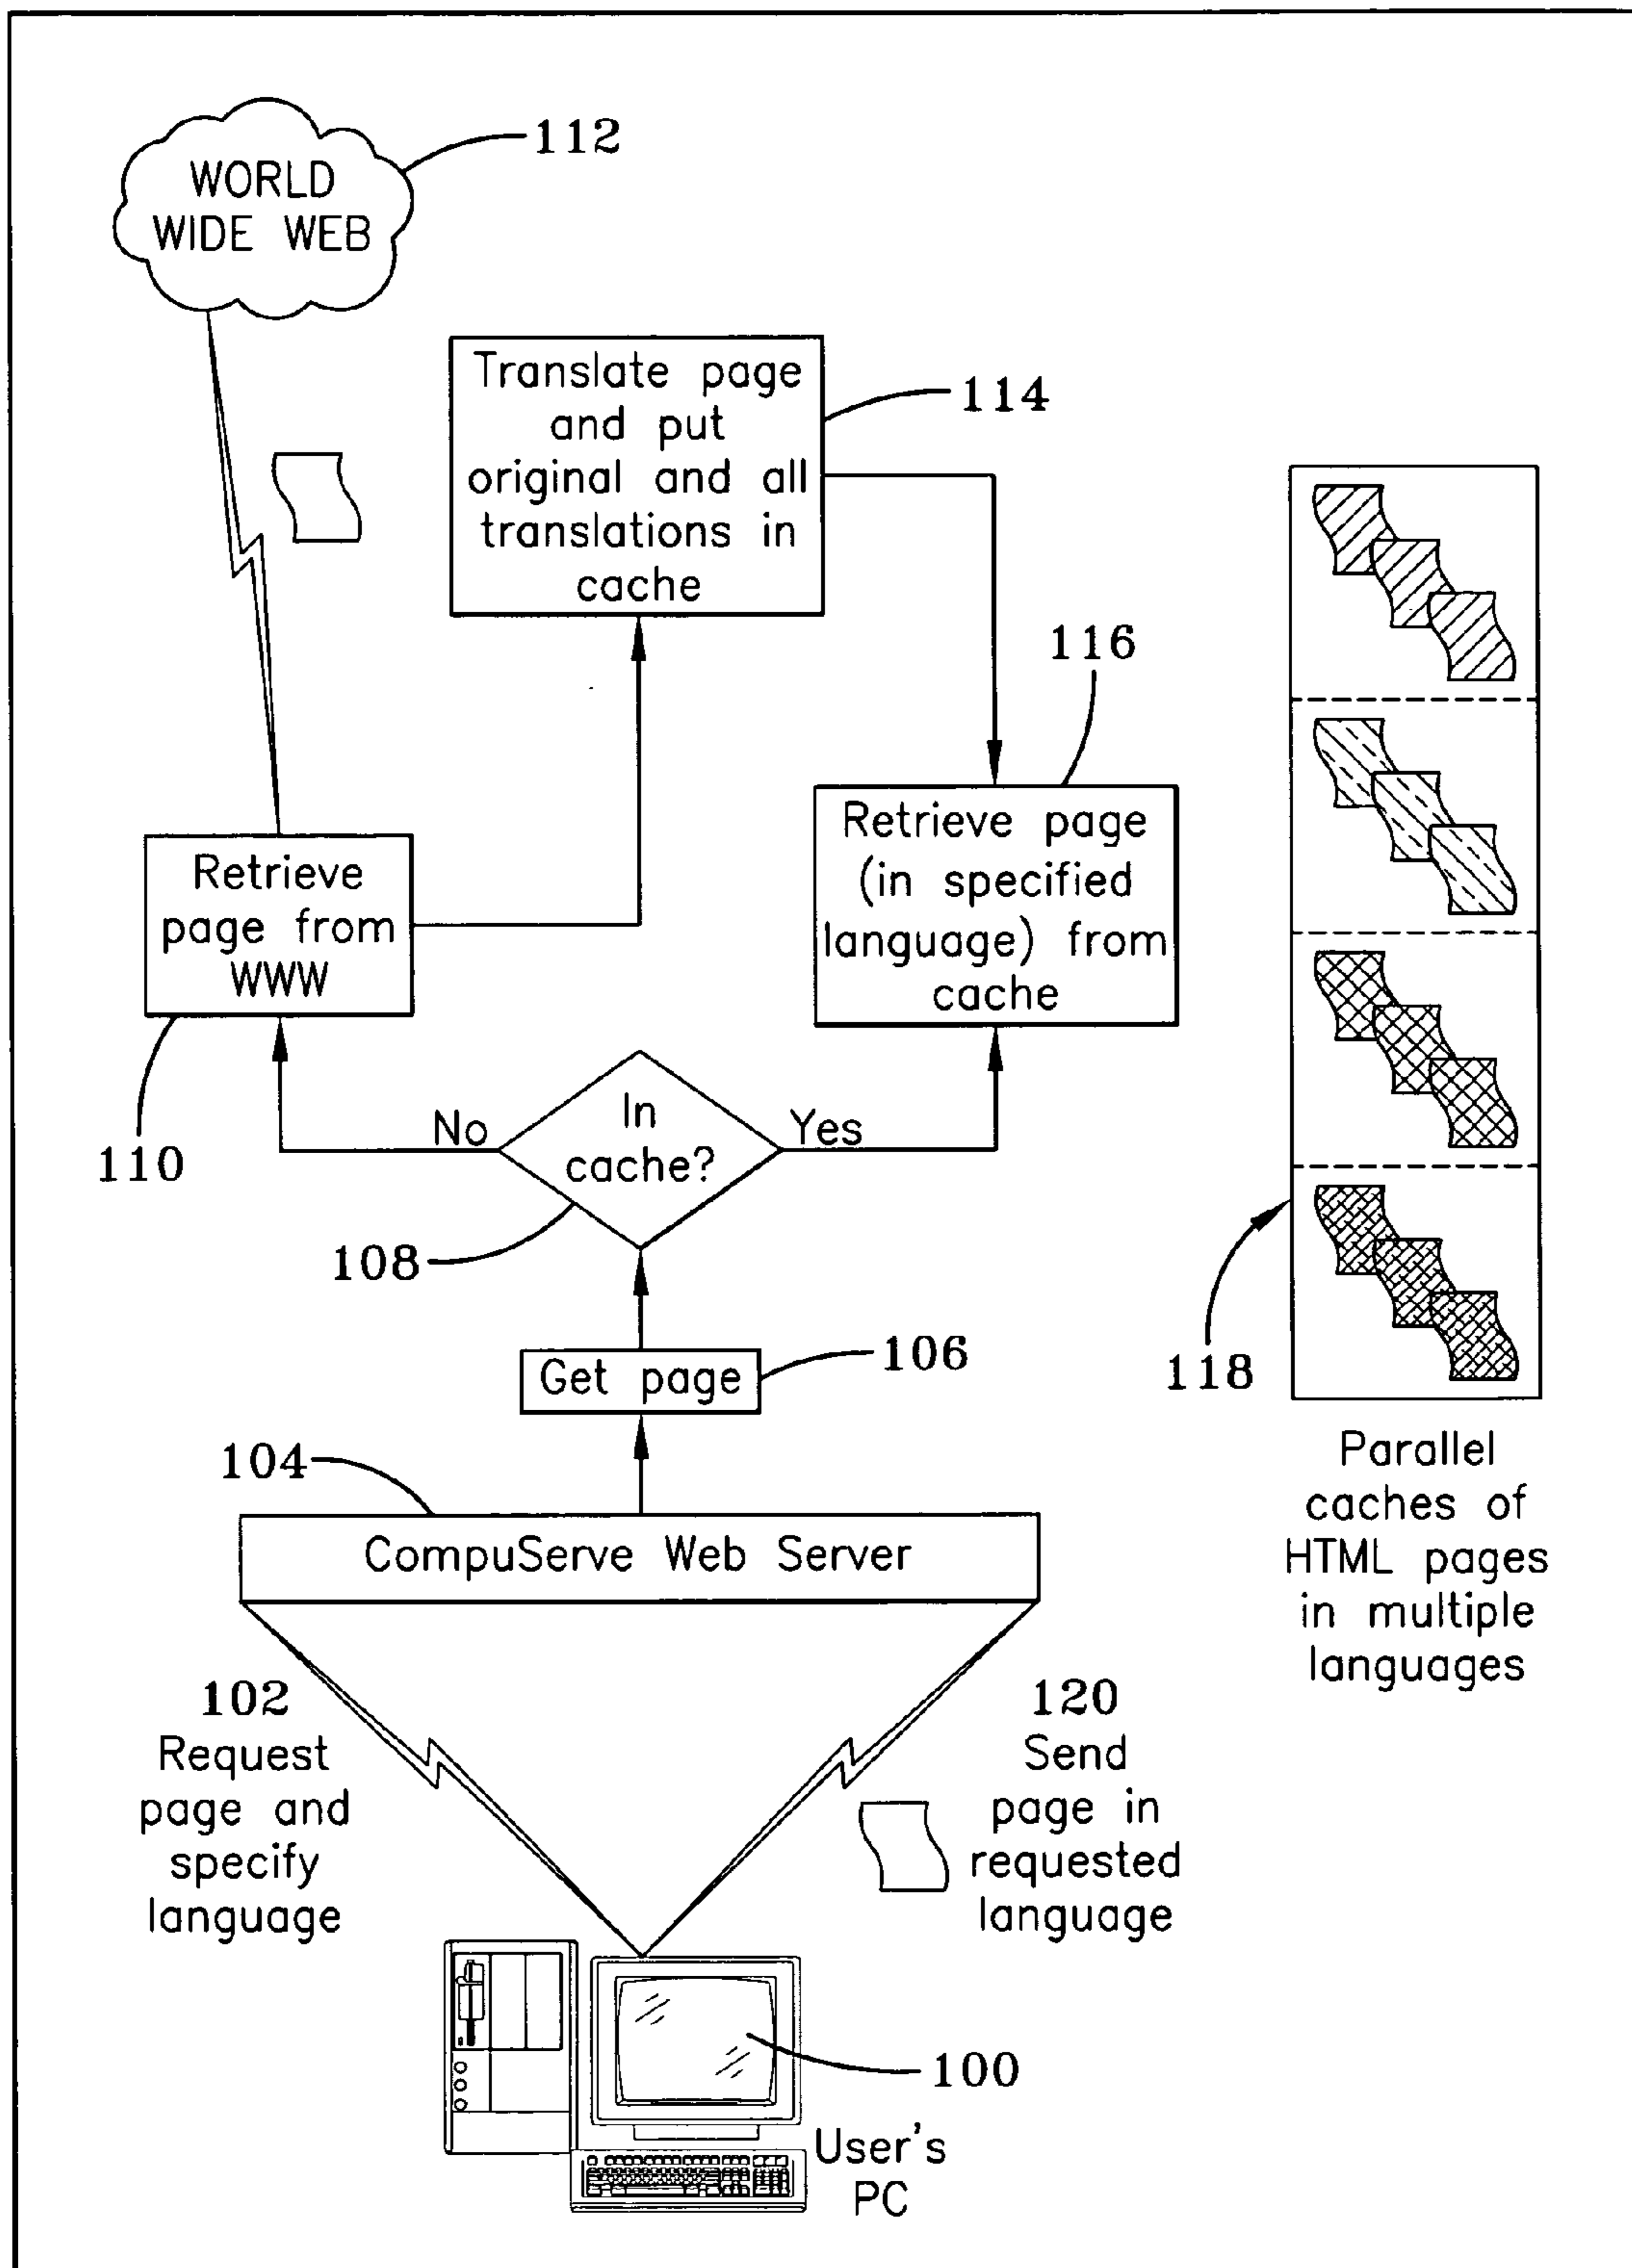 112
WORLD
WIDE WEB
Translate page
and put
original and all
translations in
cache
114
116
Retrieve
page from
WWW
Retrieve page
(in specified
language) from
cache
110
No
In
cache?
Yes
108
106
Get page
118
104
CompuServe Web Server
Parallel
caches of
HTML pages
in multiple
languages
102
Request
page and
specify
language
120
Send
page in
requested
language
100
User's
PC